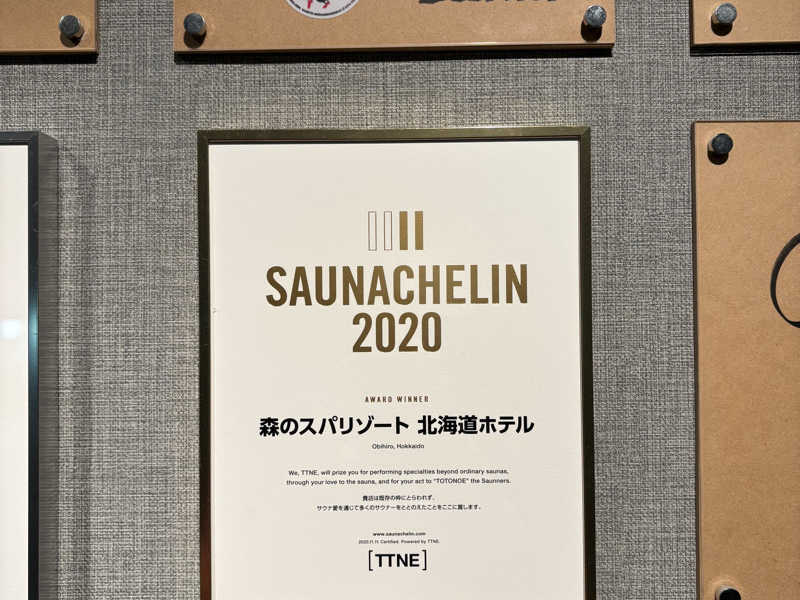 SAUNACHELIN
2020
AWARD WINNER
森のスパリゾート 北海道ホテル
Obihiro, Hokkaido
We, TTNE, will prize you for performing specialties beyond ordinary saunas,
through your love to the sauna, and for your act to "TOTONOE" the Saunners.
貴店は既存の枠にとらわれず、
サウナ愛を通じて多くのサウナーをととのえたことをここに賞します。
www.saunachelin.com
2020.11.11. Certified. Powered by TTNE.
[TTNE]